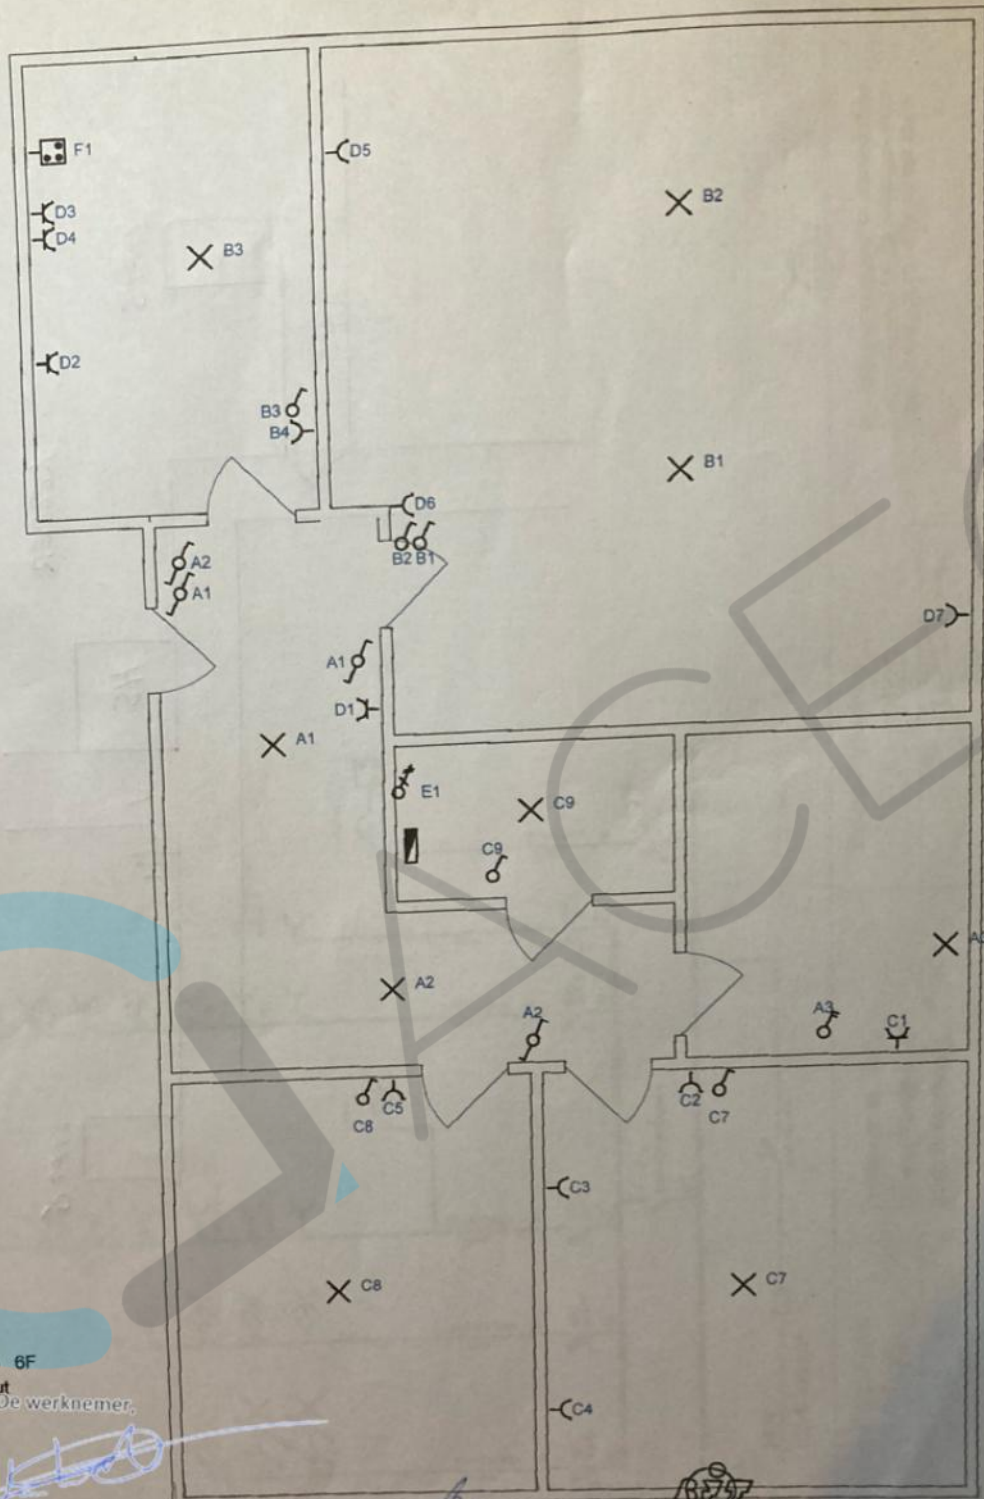 F1
D5
B2
D3
D4
B3
D2
B3
B4
B1
D6
A2
B2 B1
A1
D7
A1
D1
A1
E1
C9
C9
A2
A2
A3
C1
C8
C5
C2
C7
C3
C8
C7
6F
De werknemer,
C4